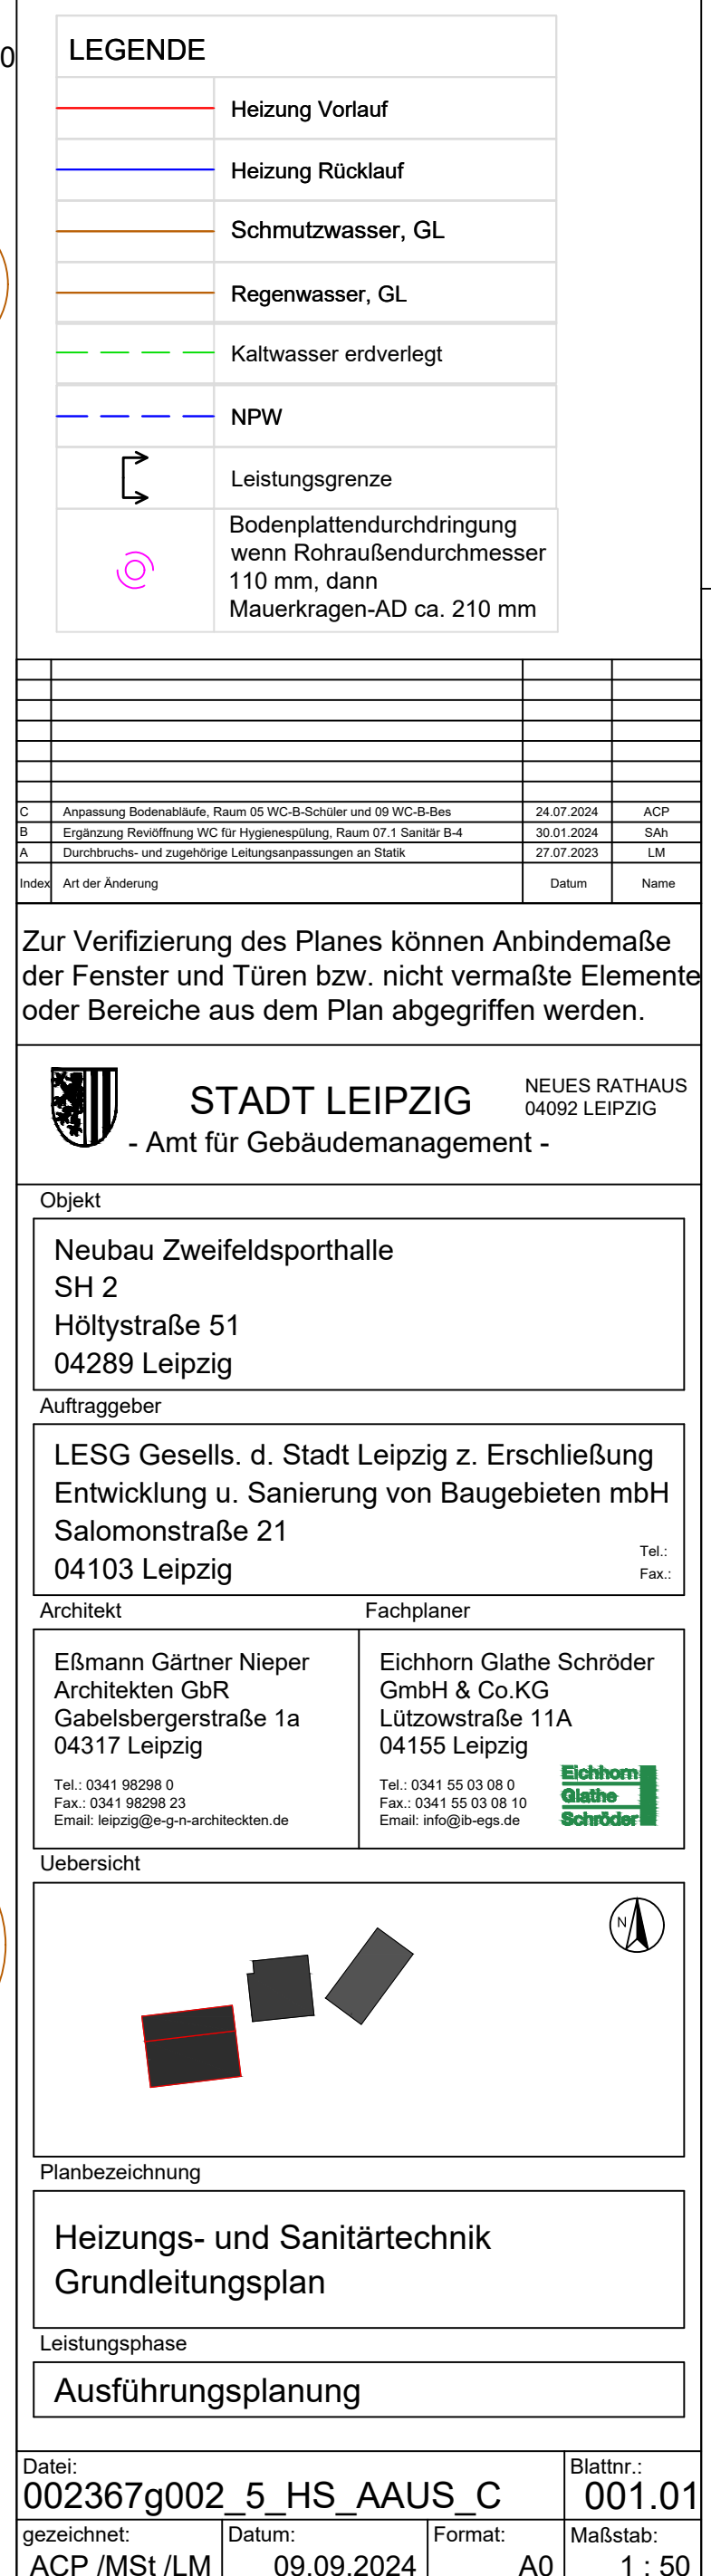 0
LEGENDE
Heizung Vorlauf
Heizung Rücklauf
Schmutzwasser, GL
Regenwasser, GL
Kaltwasser erdverlegt
NPW
Leistungsgrenze
Bodenplattendurchdringung
wenn Rohraußendurchmesser
110 mm, dann
Mauerkragen-AD ca. 210 mm
C Anpassung Bodenabläufe, Raum 05 WC-B-Schüler und 09 WC-B-Bes 24.07.2024 ACP
B Ergänzung Reviöffnung WC für Hygienespülung, Raum 07.1 Sanitär B-4 30.01.2024 SAh
A Durchbruchs- und zugehörige Leitungsanpassungen an Statik 27.07.2023 LM
Index Art der Änderung Datum Name
Zur Verifizierung des Planes können Anbindemaße
der Fenster und Türen bzw. nicht vermaßte Elemente
oder Bereiche aus dem Plan abgegriffen werden.
STADT LEIPZIG
- Amt für Gebäudemanagement -
NEUES RATHAUS
04092 LEIPZIG
Objekt
Neubau Zweifeldsporthalle
SH 2
Höltystraße 51
04289 Leipzig
Auftraggeber
LESG Gesells. d. Stadt Leipzig z. Erschließung
Entwicklung u. Sanierung von Baugebieten mbH
Salomonstraße 21
04103 Leipzig
Tel.:
Fax.:
Architekt
Eßmann Gärtner Nieper
Architekten GbR
Gabelsbergerstraße 1a
04317 Leipzig
Tel.: 0341 98298 0
Fax.: 0341 98298 23
Email: leipzig@e-g-n-architeckten.de
Fachplaner
Eichhorn Glathe Schröder
GmbH & Co.KG
Lützowstraße 11A
04155 Leipzig
Tel.: 0341 55 03 08 0
Fax.: 0341 55 03 08 10
Email: info@ib-egs.de
Eichhorn
Glathe
Schröder
Uebersicht
N
Planbezeichnung
Heizungs- und Sanitärtechnik
Grundleitungsplan
Leistungsphase
Ausführungsplanung
Datei:
002367g002_5_HS_AAUS_C
Blattnr.:
001.01
gezeichnet:
ACP /MSt /LM
Datum:
09.09.2024
Format:
A0
Maßstab:
1 : 50